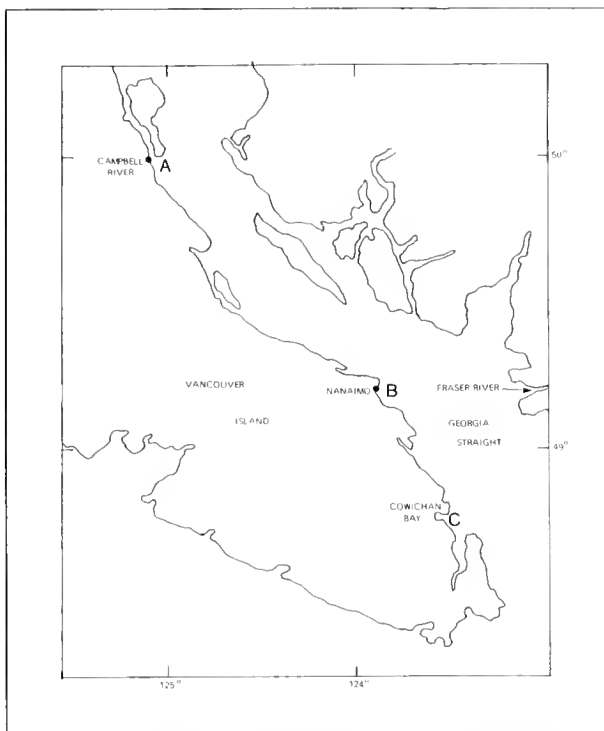 50°
CAMPBELL
RIVER
A
VANCOUVER
ISLAND
NANAIMO
B
FRASER RIVER
GEORGIA
STRAIGHT
49°
COWICHAN
BAY
C
125°
124°